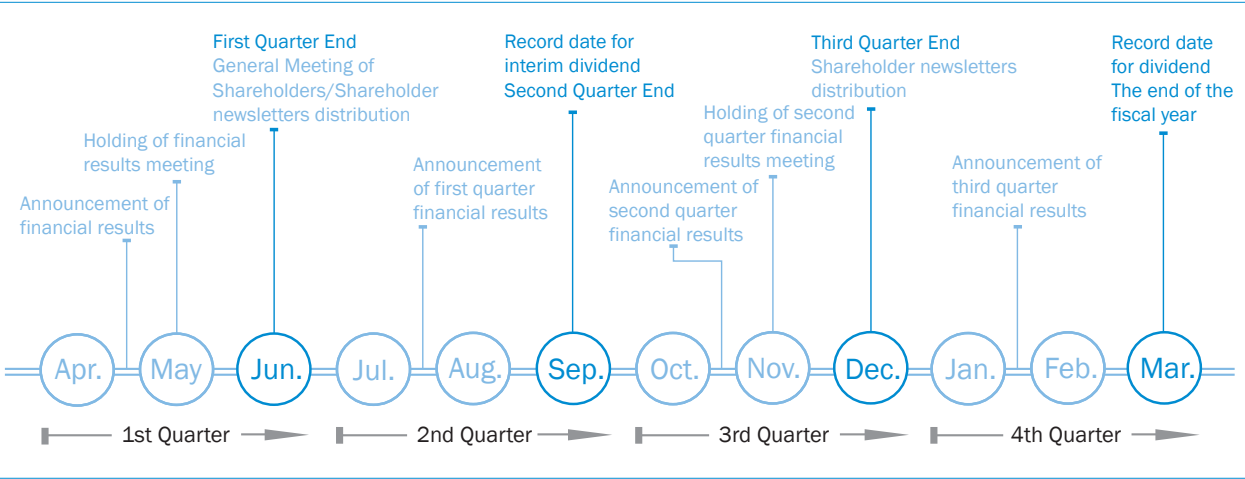 First Quarter End
General Meeting of
Shareholders/Shareholder
newsletters distribution
Record date for
interim dividend
Second Quarter End
Third Quarter End
Shareholder newsletters
distribution
Record date
for dividend
The end of the
fiscal year
Holding of financial
results meeting
Holding of second
quarter financial
results meeting
Announcement
of first quarter
financial results
Announcement of
third quarter
financial results
Announcement of
financial results
Announcement of
second quarter
financial results
Apr. May Jun. Jul. Aug. Sep. Oct. Nov. Dec. Jan. Feb. Mar.
1st Quarter 2nd Quarter 3rd Quarter 4th Quarter